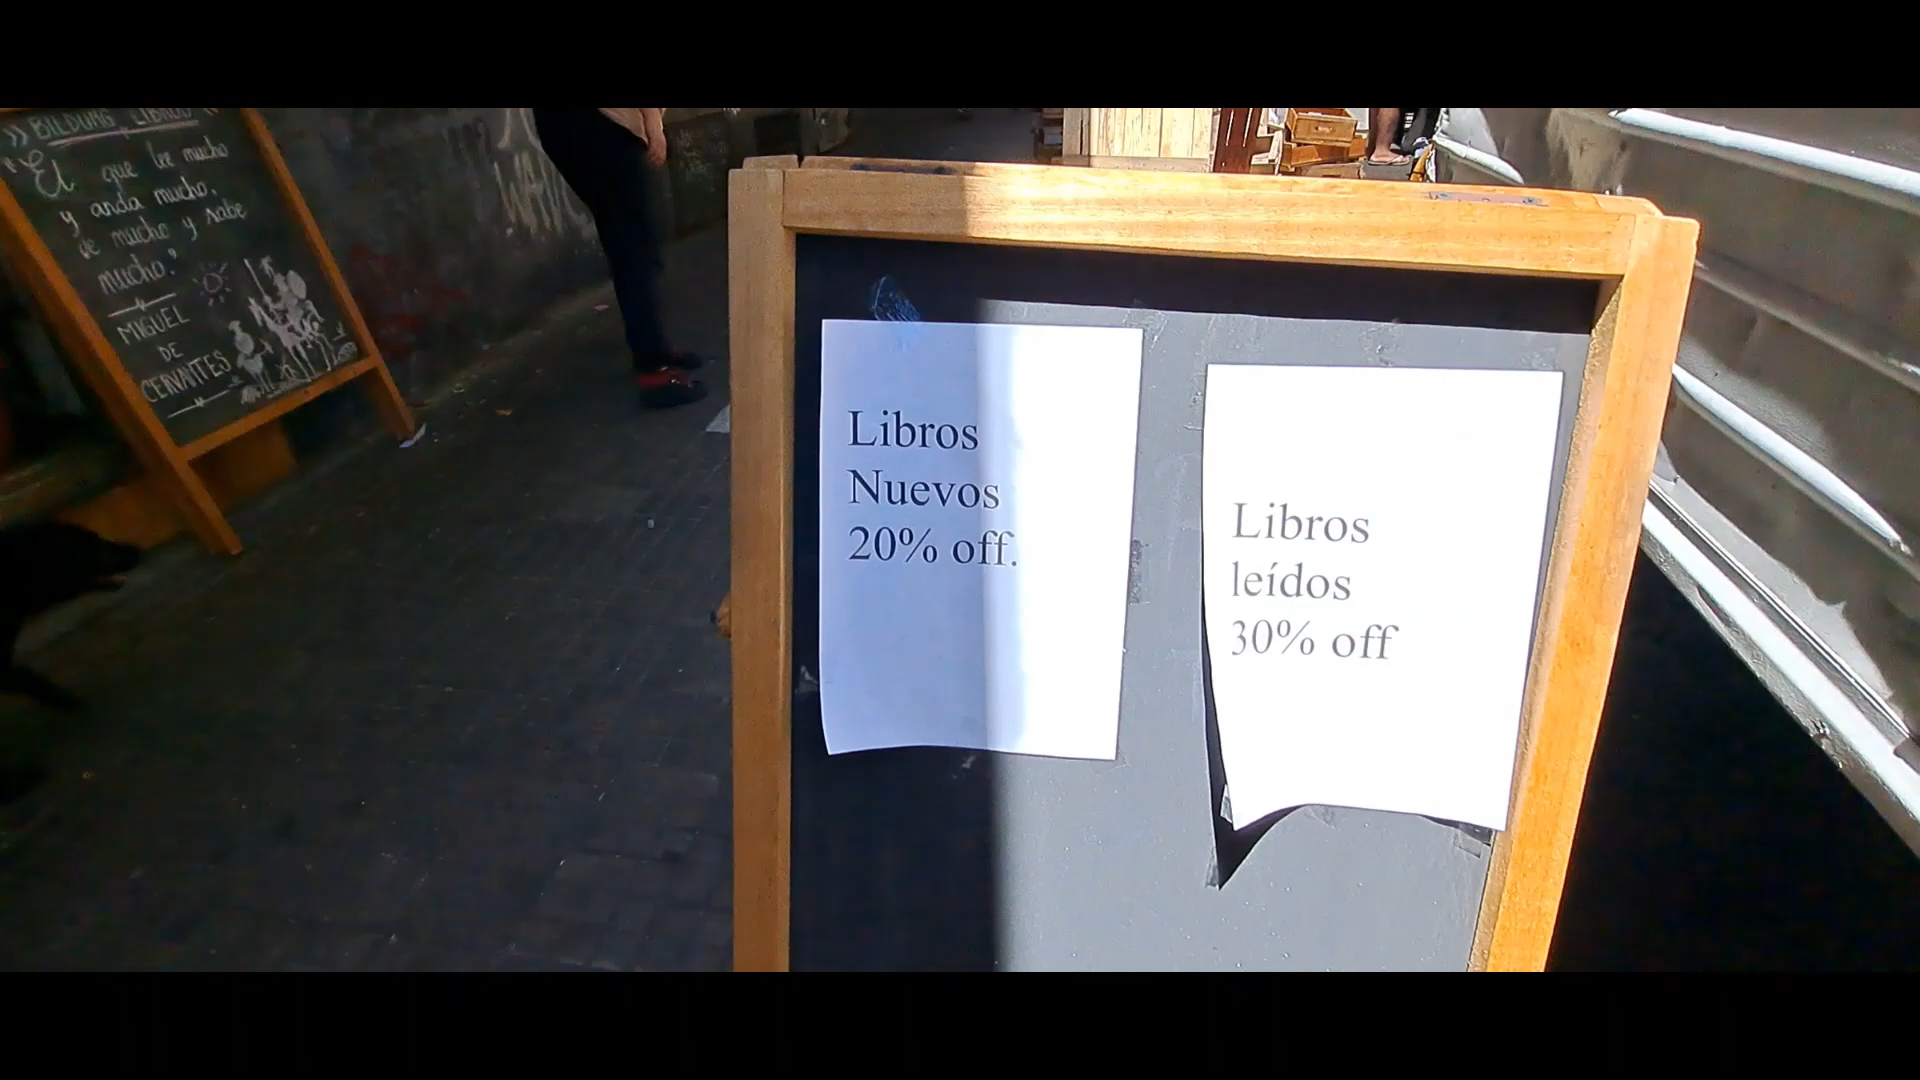 » BILDUNG LIBROS «
"El que lee mucho
y anda mucho,
ve mucho y sabe
mucho."
MIGUEL
DE
CERVANTES
Libros
Nuevos
20% off.
Libros
leídos
30% off